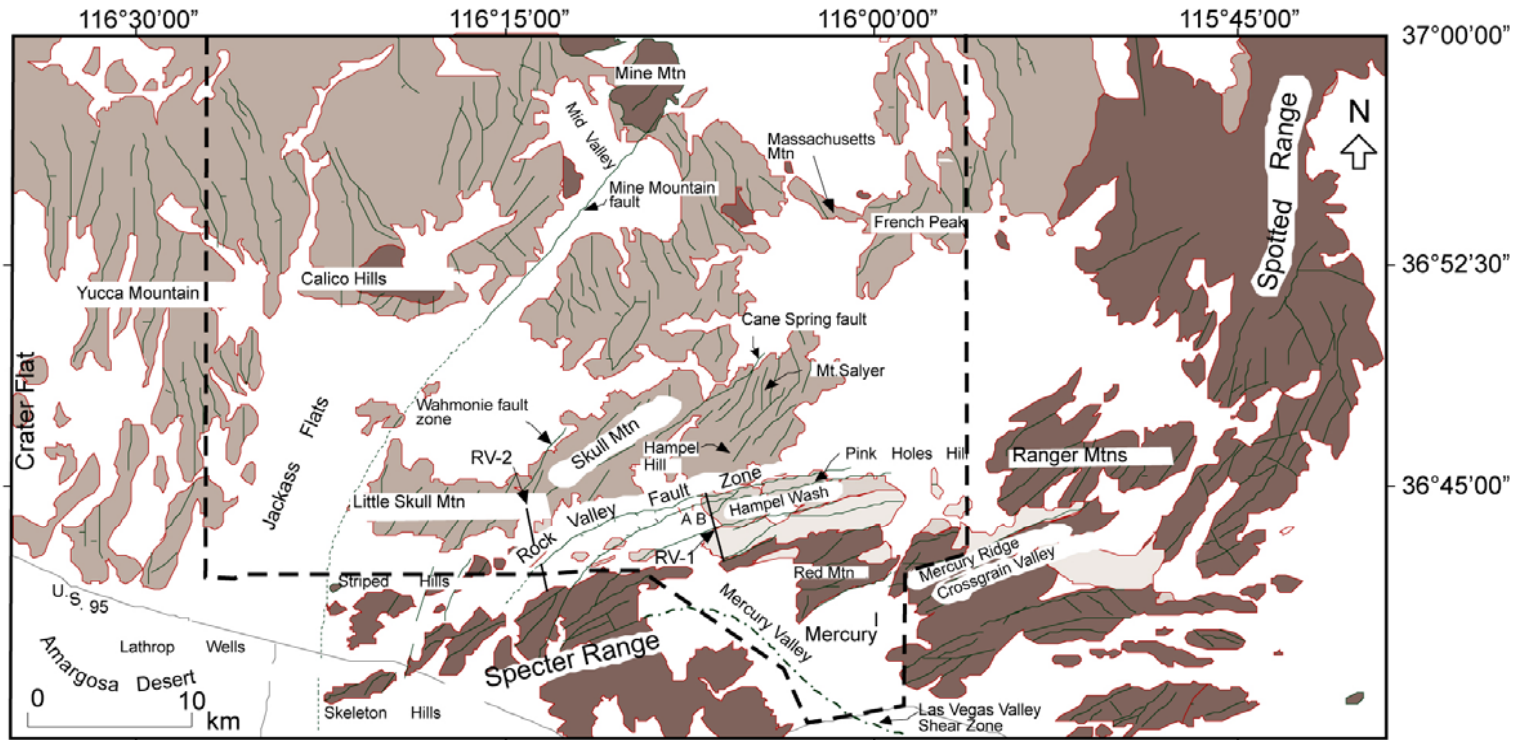 116°30’00”
116°15’00”
116°00’00”
115°45’00”
37°00’00”
Mine Mtn
Mid Valley
Massachusetts
Mtn
Spotted Range
N
Mine Mountain
fault
French Peak
36°52’30”
Calico Hills
Yucca Mountain
Cane Spring fault
Mt.Salyer
Crater Flat
Jackass Flats
Wahmonie fault
zone
Skull Mtn
Hampel
Hill
RV-2
Pink Holes Hill
Ranger Mtns
36°45’00”
Little Skull Mtn
Rock Valley Fault Zone
Hampel Wash
A B
RV-1
Mercury Ridge
Crossgrain Valley
Red Mtn
Striped Hills
U.S. 95
Mercury Valley
Mercury
Lathrop Wells
Specter Range
Amargosa Desert
0 10
km
Skeleton Hills
Las Vegas Valley
Shear Zone